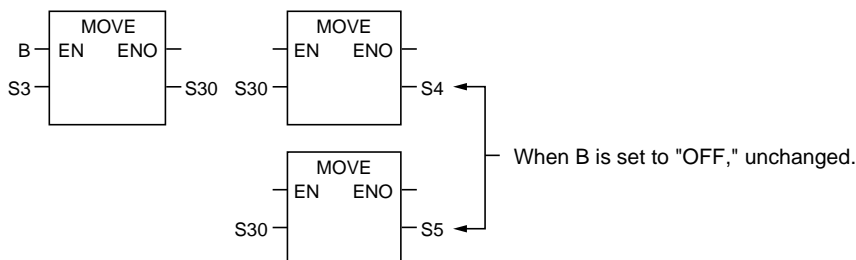 MOVE
B EN ENO
S3 S30
MOVE
EN ENO
S30 S4
When B is set to "OFF," unchanged.
MOVE
EN ENO
S30 S5